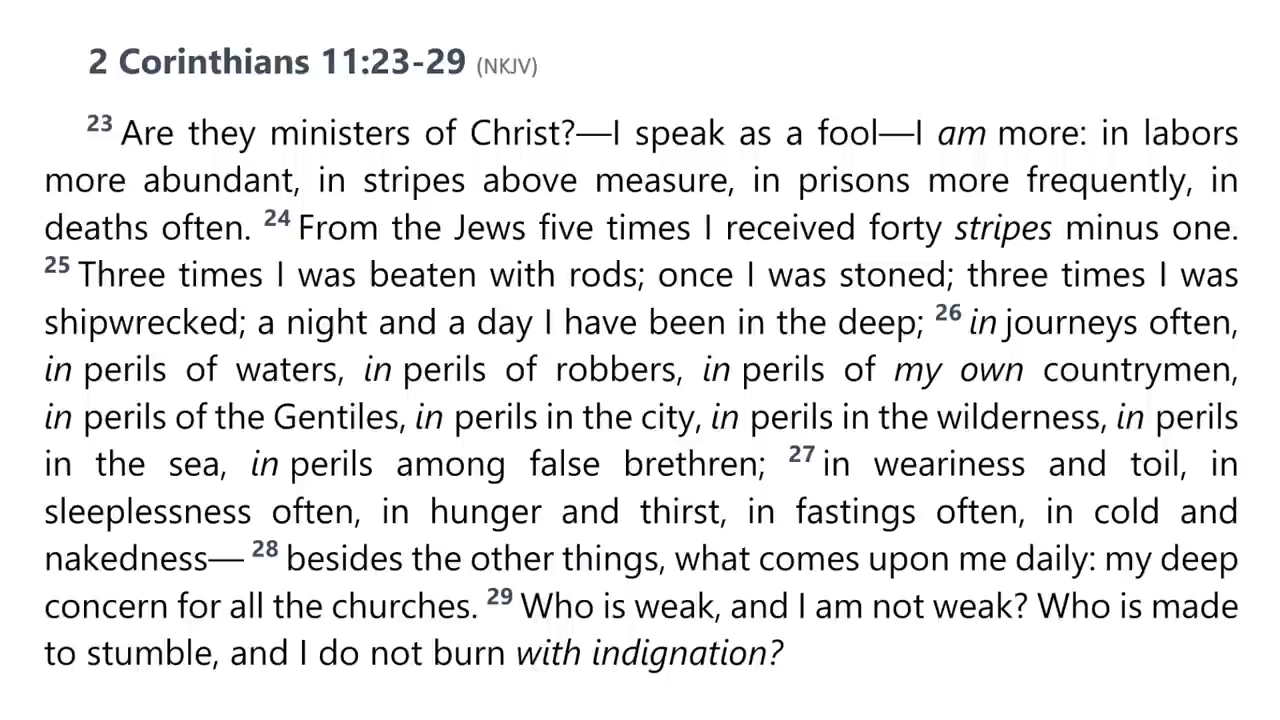 2 Corinthians 11:23-29 (NKJV)
23 Are they ministers of Christ?—I speak as a fool—I am more: in labors
more abundant, in stripes above measure, in prisons more frequently, in
deaths often. 24 From the Jews five times I received forty stripes minus one.
25 Three times I was beaten with rods; once I was stoned; three times I was
shipwrecked; a night and a day I have been in the deep; 26 in journeys often,
in perils of waters, in perils of robbers, in perils of my own countrymen,
in perils of the Gentiles, in perils in the city, in perils in the wilderness, in perils
in the sea, in perils among false brethren; 27 in weariness and toil, in
sleeplessness often, in hunger and thirst, in fastings often, in cold and
nakedness— 28 besides the other things, what comes upon me daily: my deep
concern for all the churches. 29 Who is weak, and I am not weak? Who is made
to stumble, and I do not burn with indignation?